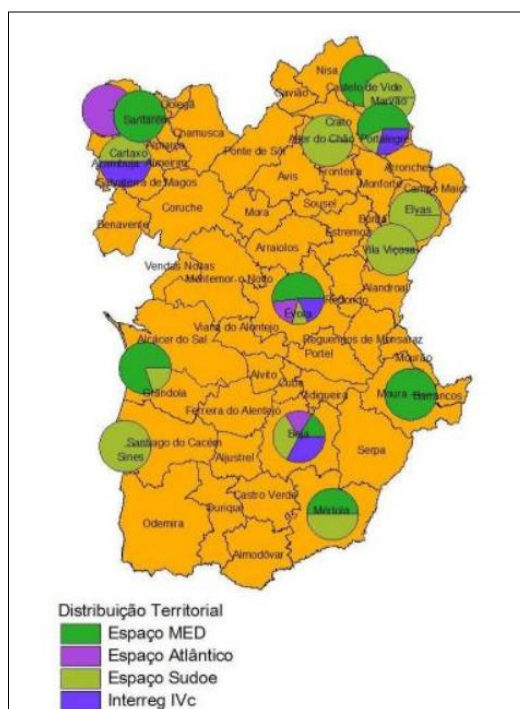 Nisa
Castelo de Vide
Gavião
Marvão
Golegã
Santarém
Crato
Portalegre
Chamusca
Alter do Chão
Alpiarça
Ponte de Sôr
Cartaxo
Arronches
Azambuja
Almeirim
Fronteira
Avis
Monforte
Campo Maior
Salvaterra de Magos
Sousel
Elvas
Coruche
Mora
Borba
Benavente
Estremoz
Vila Viçosa
Arraiolos
Vendas Novas
Montemor-o-Novo
Alandroal
Redondo
Évora
Viana do Alentejo
Reguengos de Monsaraz
Alcácer do Sal
Portel
Mourão
Alvito
Cuba
Grândola
Vidigueira
Moura
Barrancos
Ferreira do Alentejo
Beja
Santiago do Cacém
Serpa
Sines
Aljustrel
Castro Verde
Mértola
Ourique
Odemira
Almodôvar
Distribuição Territorial
Espaço MED
Espaço Atlântico
Espaço Sudoe
Interreg IVc